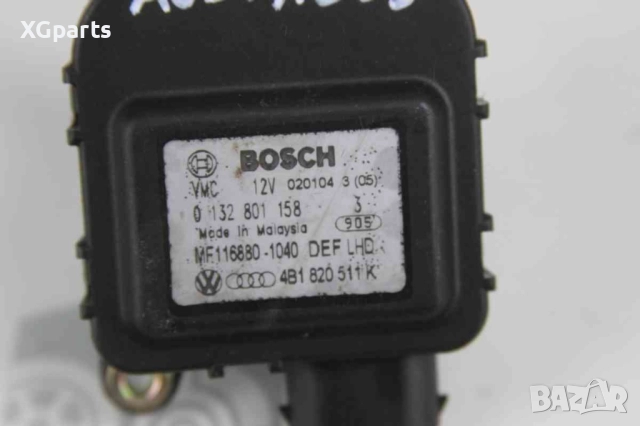 XGparts
BOSCH
VMC 12V 020104 3 (05)
0 132 801 158 3
Made in Malaysia 905
MF116880-1040 DEF LHD
4B1 820 511 K
BAZAR